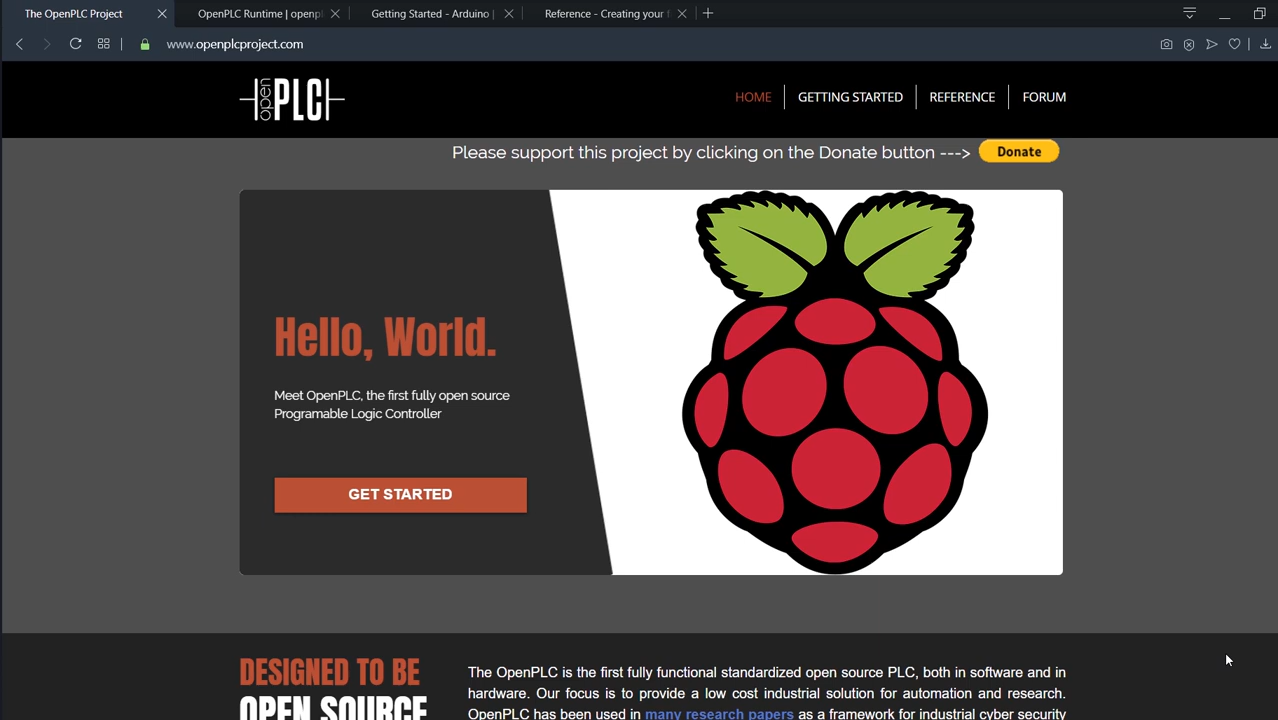 The OpenPLC Project
OpenPLC Runtime | openpl
Getting Started - Arduino |
Reference - Creating your f
www.openplcproject.com
open PLC
HOME
GETTING STARTED
REFERENCE
FORUM
Please support this project by clicking on the Donate button --->
Donate
Hello, World.
Meet OpenPLC, the first fully open source
Programable Logic Controller
GET STARTED
DESIGNED TO BE
OPEN SOURCE
The OpenPLC is the first fully functional standardized open source PLC, both in software and in
hardware. Our focus is to provide a low cost industrial solution for automation and research.
OpenPLC has been used in many research papers as a framework for industrial cyber security